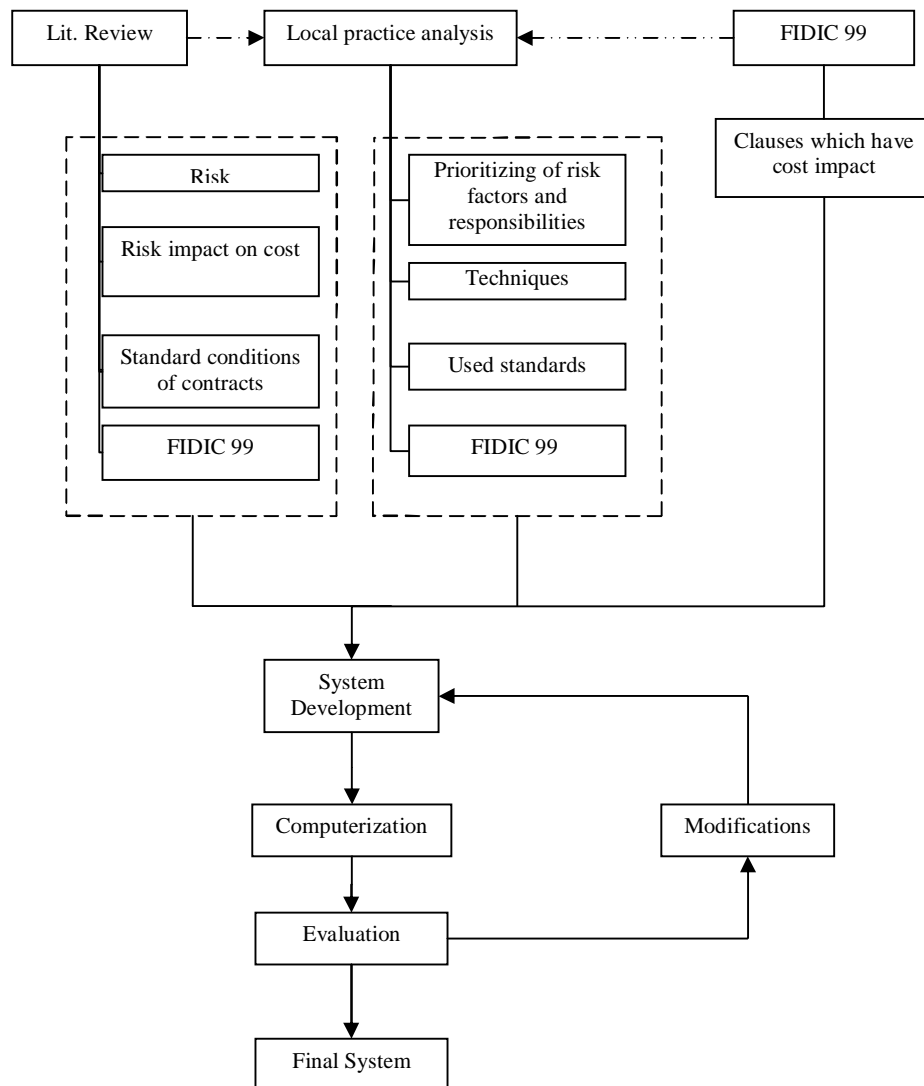 Lit. Review
Local practice analysis
FIDIC 99
Clauses which have
cost impact
Risk
Risk impact on cost
Standard conditions
of contracts
FIDIC 99
Prioritizing of risk
factors and
responsibilities
Techniques
Used standards
FIDIC 99
System
Development
Computerization
Modifications
Evaluation
Final System